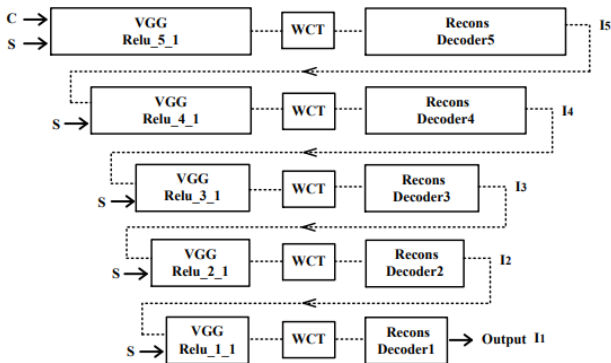 C
S
VGG
Relu_5_1
WCT
Recons
Decoder5
I5
S
VGG
Relu_4_1
WCT
Recons
Decoder4
I4
S
VGG
Relu_3_1
WCT
Recons
Decoder3
I3
S
VGG
Relu_2_1
WCT
Recons
Decoder2
I2
S
VGG
Relu_1_1
WCT
Recons
Decoder1
Output I1